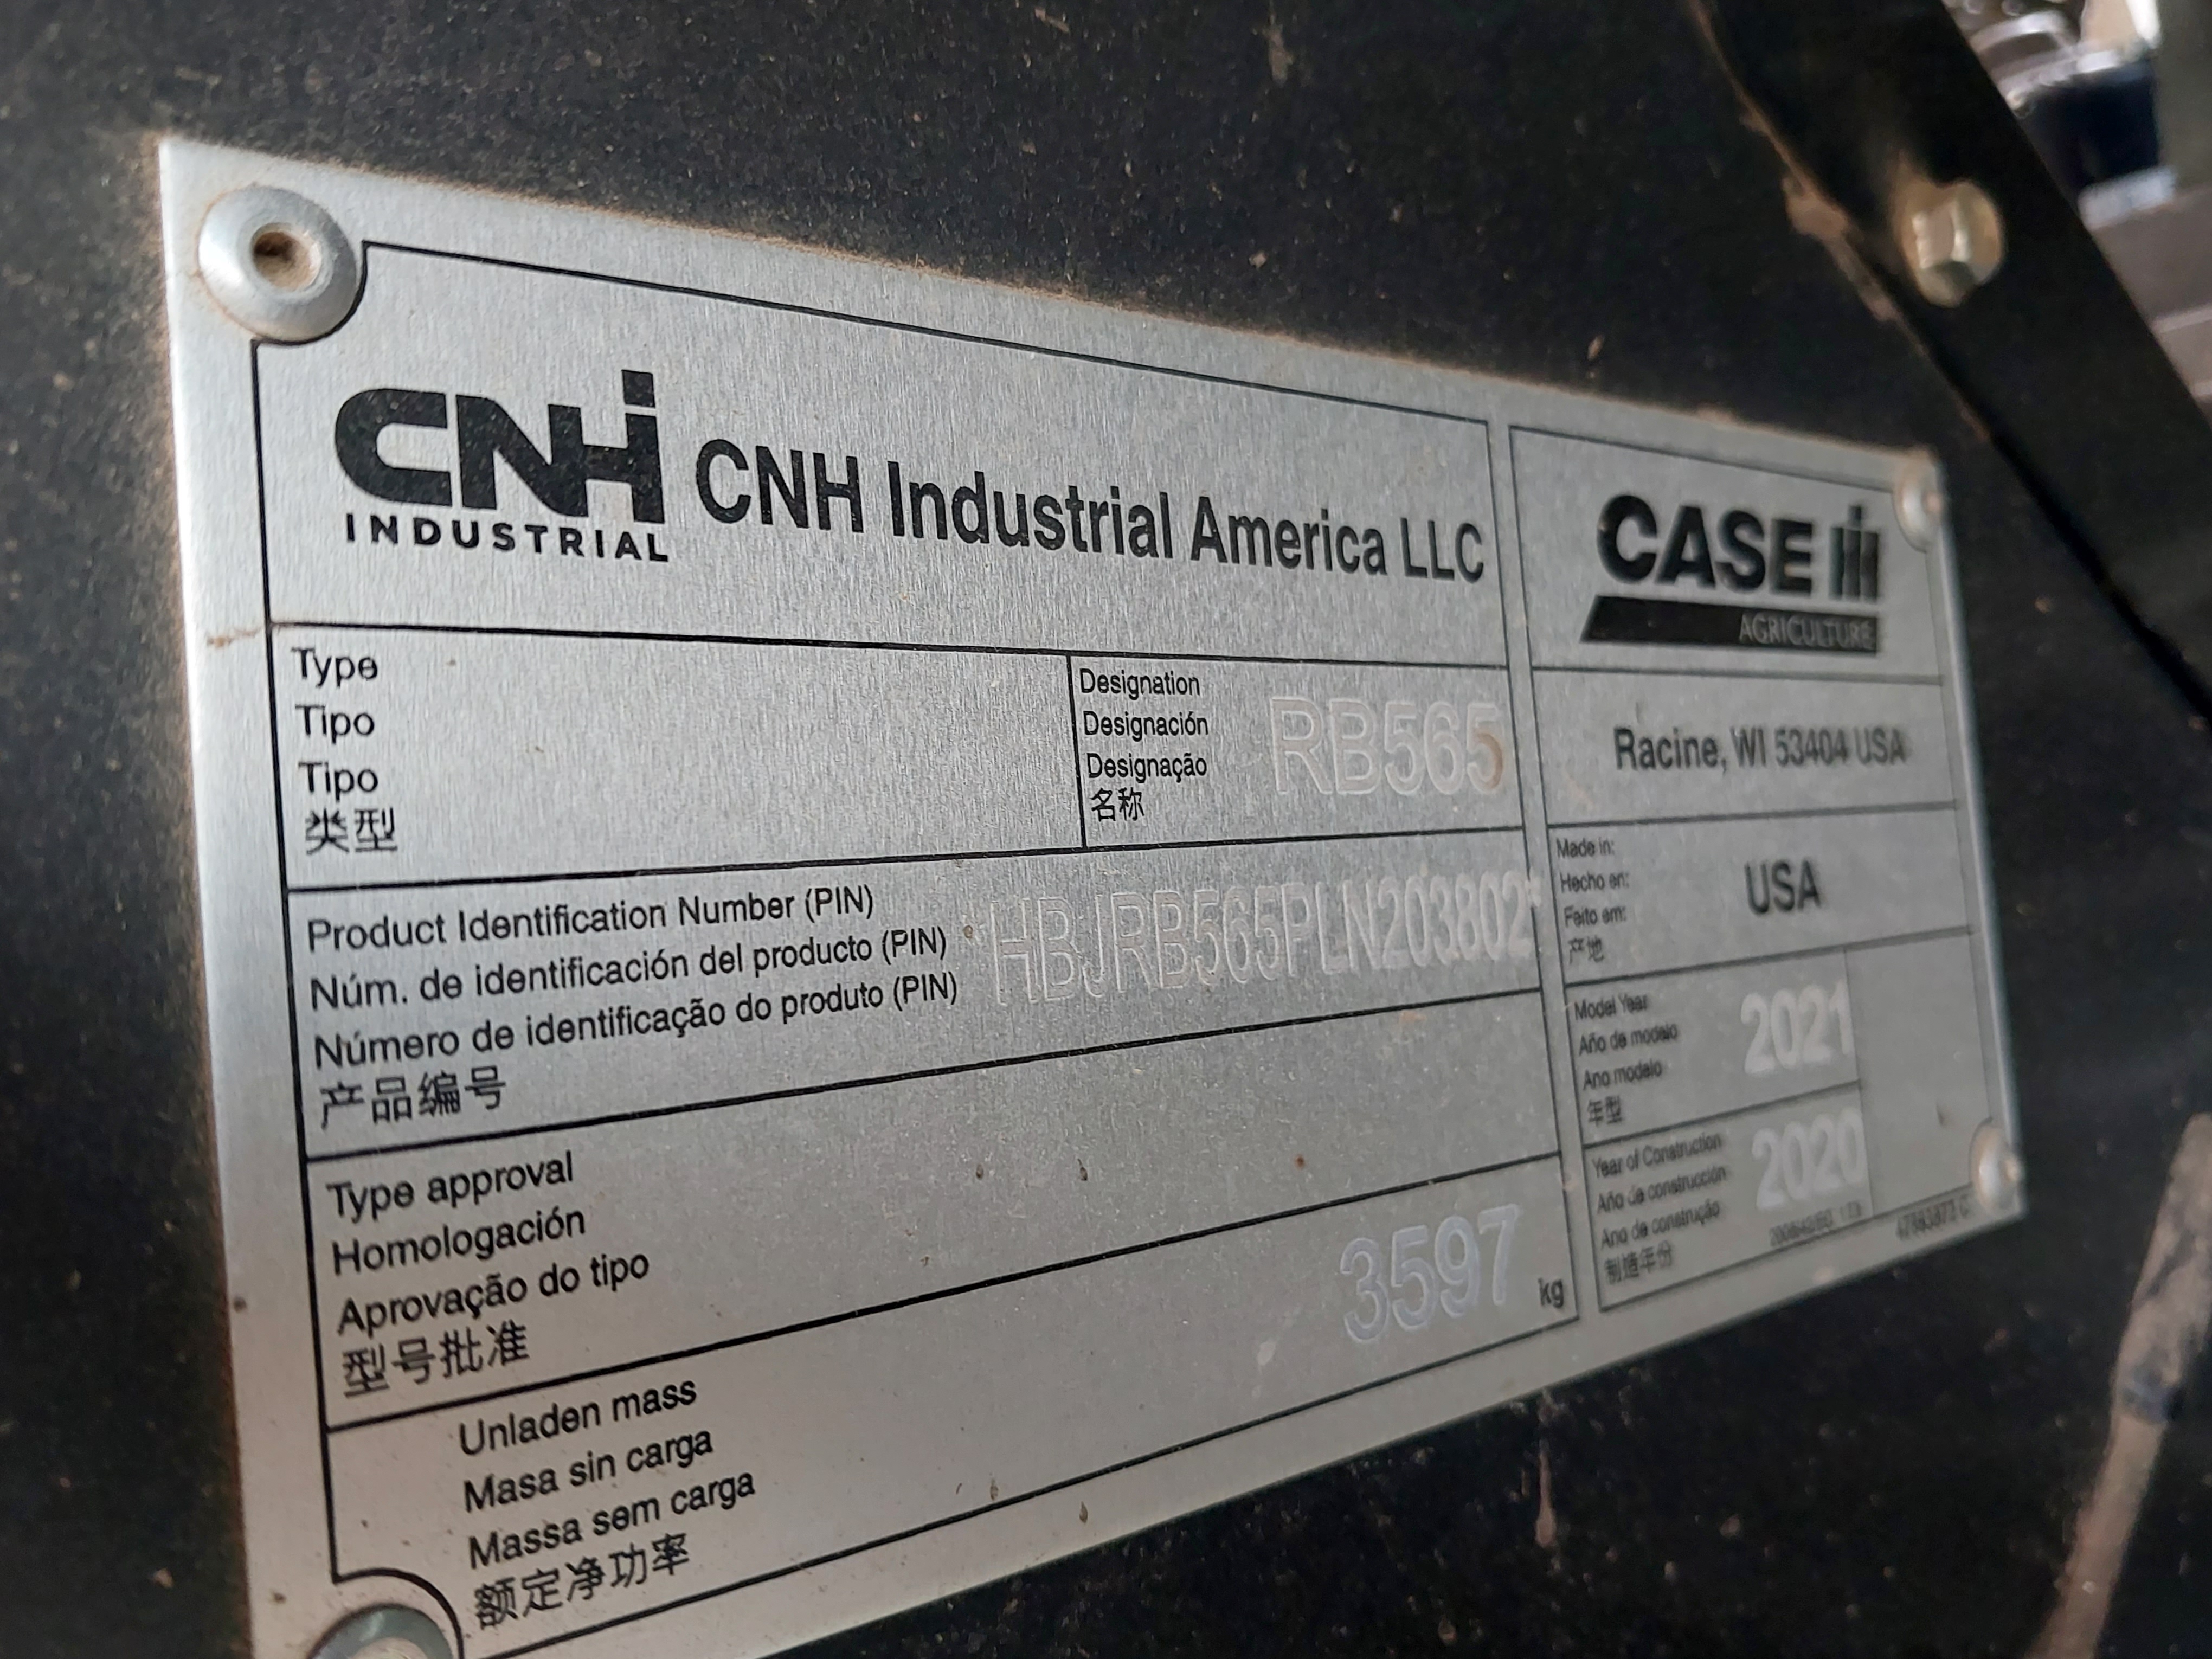 CNH
INDUSTRIAL
CNH Industrial America LLC
Type
Tipo
Tipo
类型
Designation
Designación
Designação
名称
RB565
Product Identification Number (PIN)
Núm. de identificación del producto (PIN)
Número de identificação do produto (PIN)
产品编号
*HBJRB565PLN203802*
Type approval
Homologación
Aprovação do tipo
型号批准
Unladen mass
Masa sin carga
Massa sem carga
额定净功率
3597 kg
CASE IH
AGRICULTURE
Racine, WI 53404 USA
Made in:
Hecho en:
Feito em:
产地
USA
Model Year
Año de modelo
Ano modelo
年型
2021
Year of Construction
Año de construcción
Ano de construção
制造年份
2020